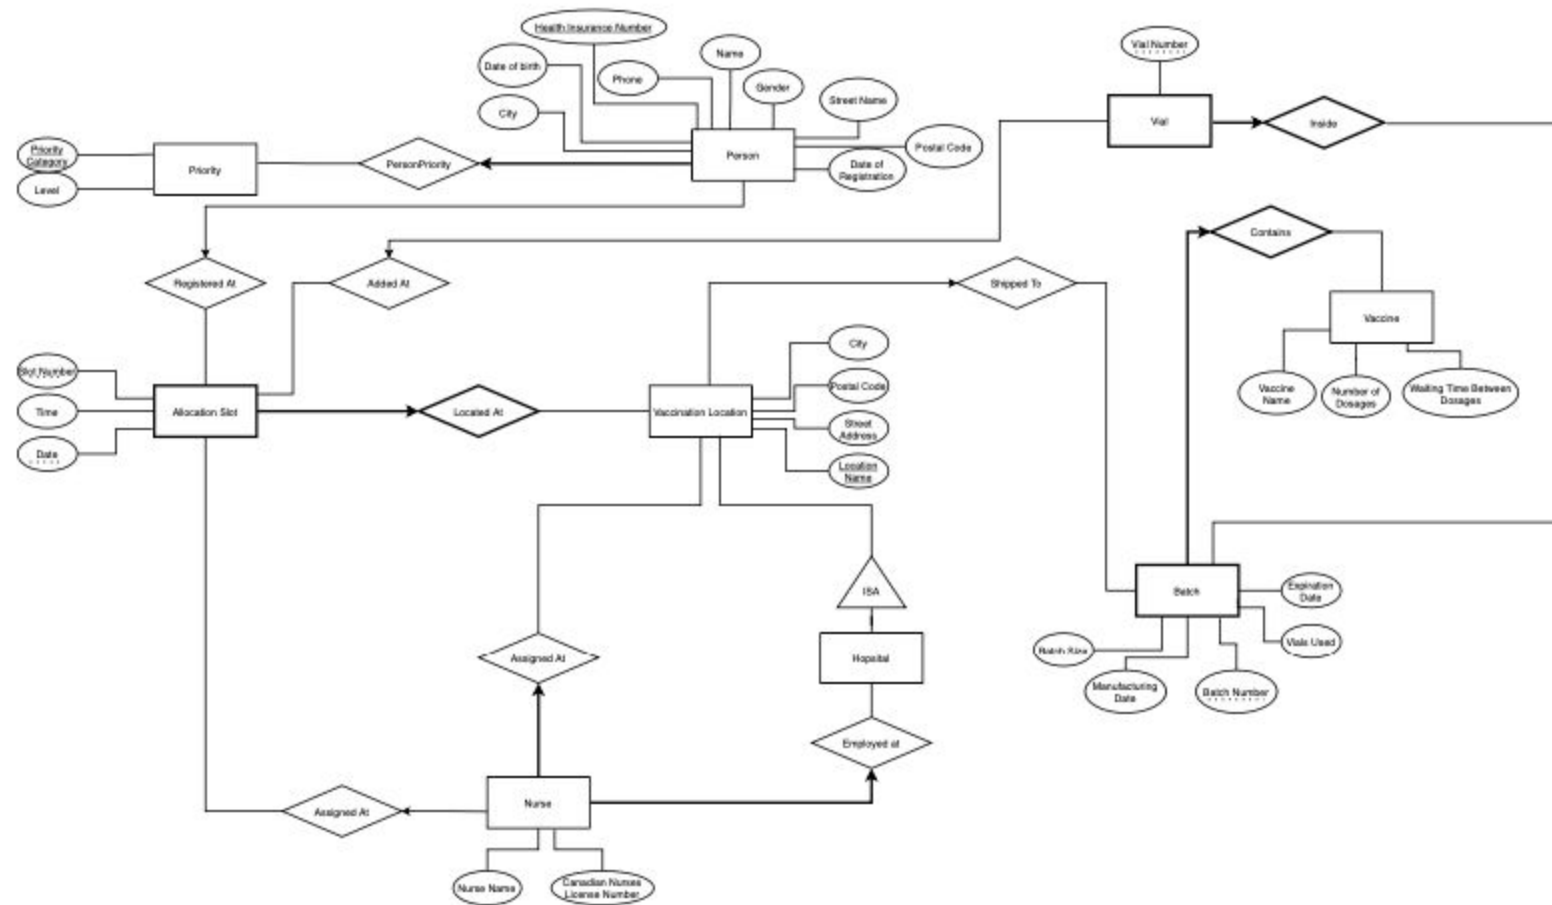 Health Insurance Number
Name
Vial Number
Date of birth
Phone
Gender
Street Name
City
Vial
Inside
Priority
Category
Priority
PersonPriority
Person
Postal Code
Date of
Registration
Level
Contains
Registered At
Added At
Shipped To
Vaccine
City
Slot Number
Postal Code
Vaccine
Name
Number of
Dosages
Waiting Time Between
Dosages
Time
Allocation Slot
Located At
Vaccination Location
Street
Address
Date
Location
Name
ISA
Batch
Expiration
Date
Assigned At
Hopsital
Batch Size
Vials Used
Manufacturing
Date
Batch Number
Employed at
Nurse
Assigned At
Nurse Name
Canadian Nurses
License Number